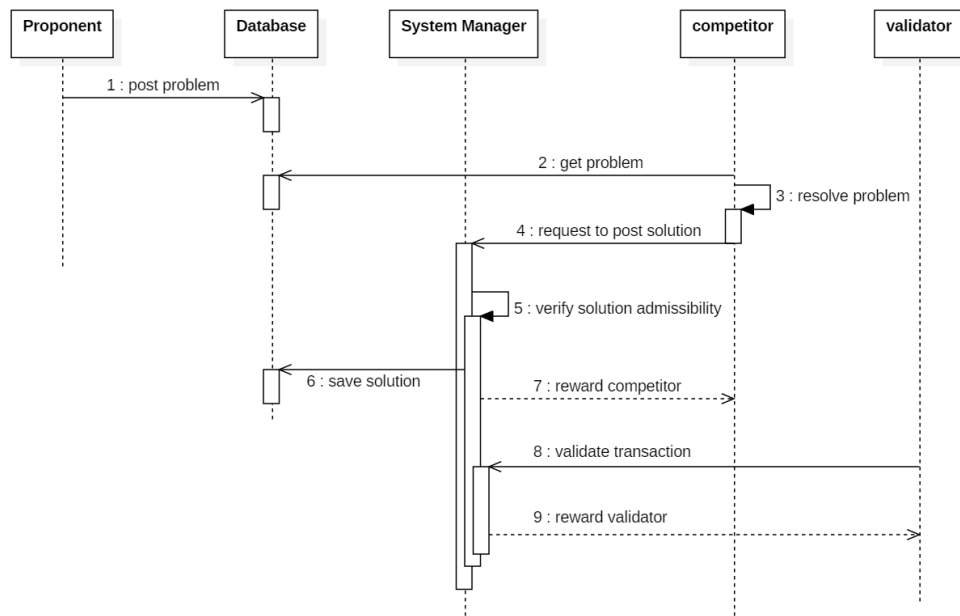 Proponent
Database
System Manager
competitor
validator
1 : post problem
2 : get problem
3 : resolve problem
4 : request to post solution
5 : verify solution admissibility
6 : save solution
7 : reward competitor
8 : validate transaction
9 : reward validator